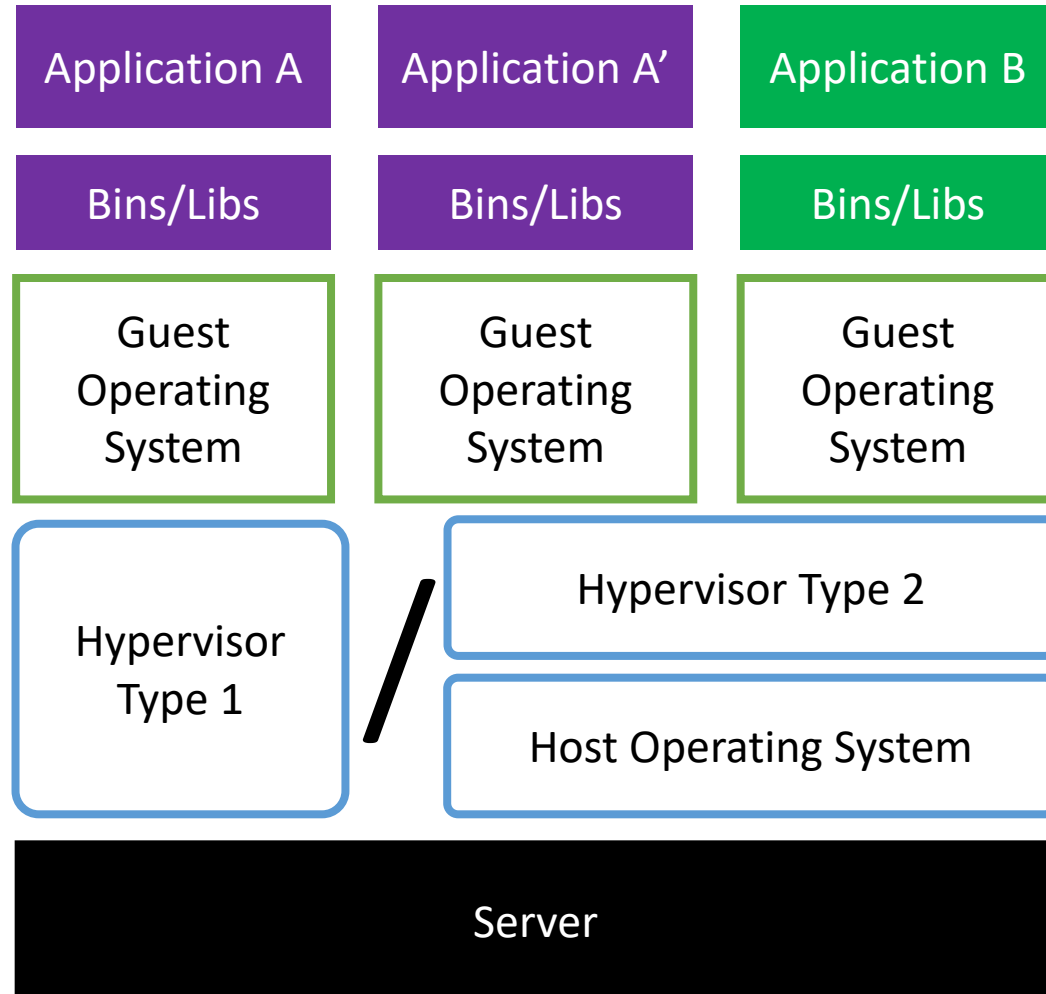 Application A
Application A’
Application B
Bins/Libs
Bins/Libs
Bins/Libs
Guest
Operating
System
Guest
Operating
System
Guest
Operating
System
Hypervisor
Type 1
/
Hypervisor Type 2
Host Operating System
Server